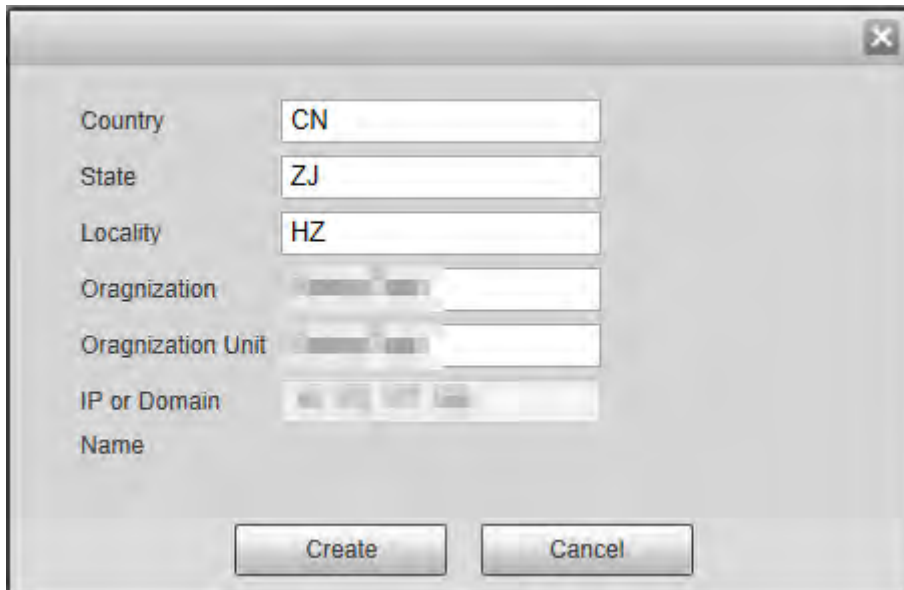 Country CN
State ZJ
Locality HZ
Oragnization
Oragnization Unit
IP or Domain
Name
Create Cancel